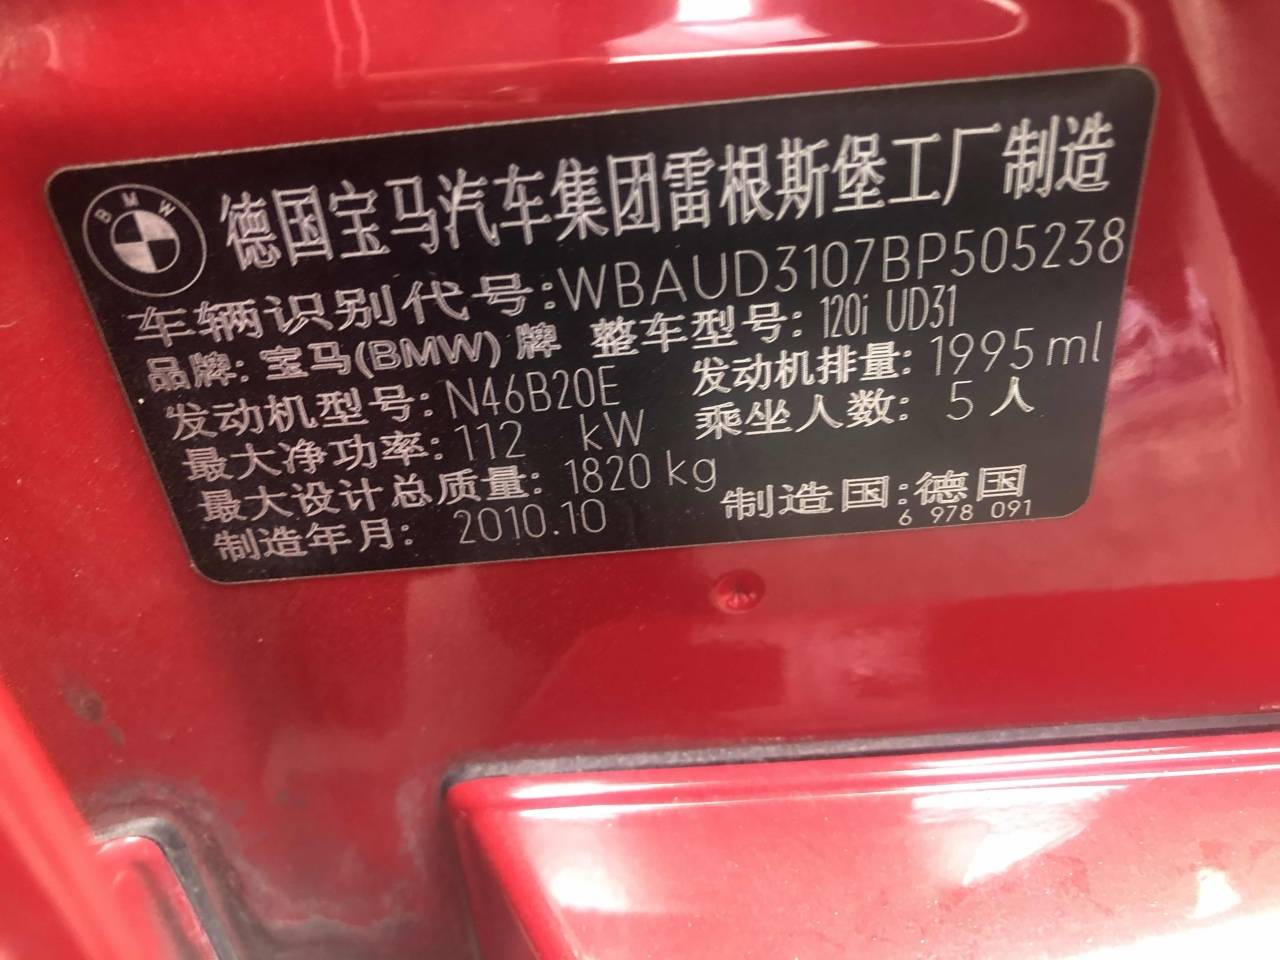 BMW
德国宝马汽车集团雷根斯堡工厂制造
车辆识别代号:WBAUD3107BP505238
品牌: 宝马(BMW)牌 整车型号: 120i UD31
发动机型号: N46B20E 发动机排量: 1995 ml
最大净功率: 112 kW 乘坐人数: 5 人
最大设计总质量: 1820 kg
制造年月: 2010.10 制造国: 德国
6 978 091